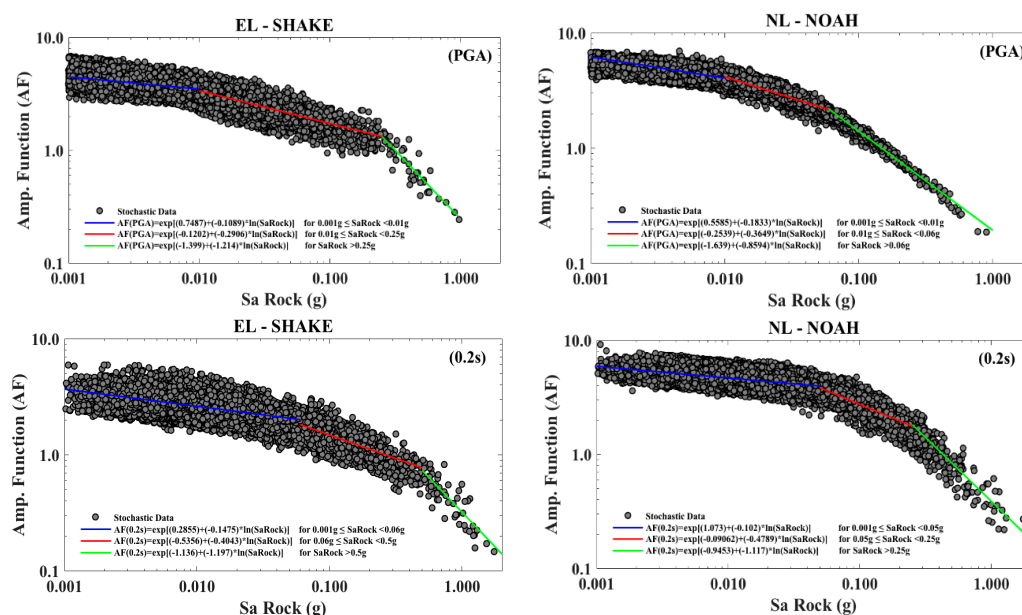 EL - SHAKE
10.0
(PGA)
Amp. Function (AF)
1.0
Stochastic Data
AF(PGA)=exp[(0.7487)+(-0.1089)*ln(SaRock)] for 0.001g ≤ SaRock <0.01g
AF(PGA)=exp[(-0.1202)+(-0.2906)*ln(SaRock)] for 0.01g ≤ SaRock <0.25g
AF(PGA)=exp[(-1.399)+(-1.214)*ln(SaRock)] for SaRock >0.25g
0.1
0.001 0.010 0.100 1.000
Sa Rock (g)
NL - NOAH
10.0
(PGA)
Amp. Function (AF)
1.0
Stochastic Data
AF(PGA)=exp[(0.5585)+(-0.1833)*ln(SaRock)] for 0.001g ≤ SaRock <0.01g
AF(PGA)=exp[(-0.2539)+(-0.3649)*ln(SaRock)] for 0.01g ≤ SaRock <0.06g
AF(PGA)=exp[(-1.639)+(-0.8594)*ln(SaRock)] for SaRock >0.06g
0.1
0.001 0.010 0.100 1.000
Sa Rock (g)
EL - SHAKE
10.0
(0.2s)
Amp. Function (AF)
1.0
Stochastic Data
AF(0.2s)=exp[(0.2855)+(-0.1475)*ln(SaRock)] for 0.001g ≤ SaRock <0.06g
AF(0.2s)=exp[(-0.5356)+(-0.4043)*ln(SaRock)] for 0.06g ≤ SaRock <0.5g
AF(0.2s)=exp[(-1.136)+(-1.197)*ln(SaRock)] for SaRock >0.5g
0.1
0.001 0.010 0.100 1.000
Sa Rock (g)
NL - NOAH
10.0
(0.2s)
Amp. Function (AF)
1.0
Stochastic Data
AF(0.2s)=exp[(1.073)+(-0.102)*ln(SaRock)] for 0.001g ≤ SaRock <0.05g
AF(0.2s)=exp[(-0.09062)+(-0.4789)*ln(SaRock)] for 0.05g ≤ SaRock <0.25g
AF(0.2s)=exp[(-0.9453)+(-1.117)*ln(SaRock)] for SaRock >0.25g
0.1
0.001 0.010 0.100 1.000
Sa Rock (g)